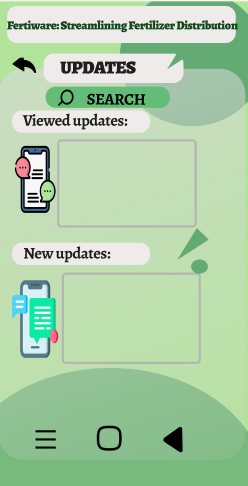 Fertiware: Streamlining Fertilizer Distribution
UPDATES
SEARCH
Viewed updates:
New updates: